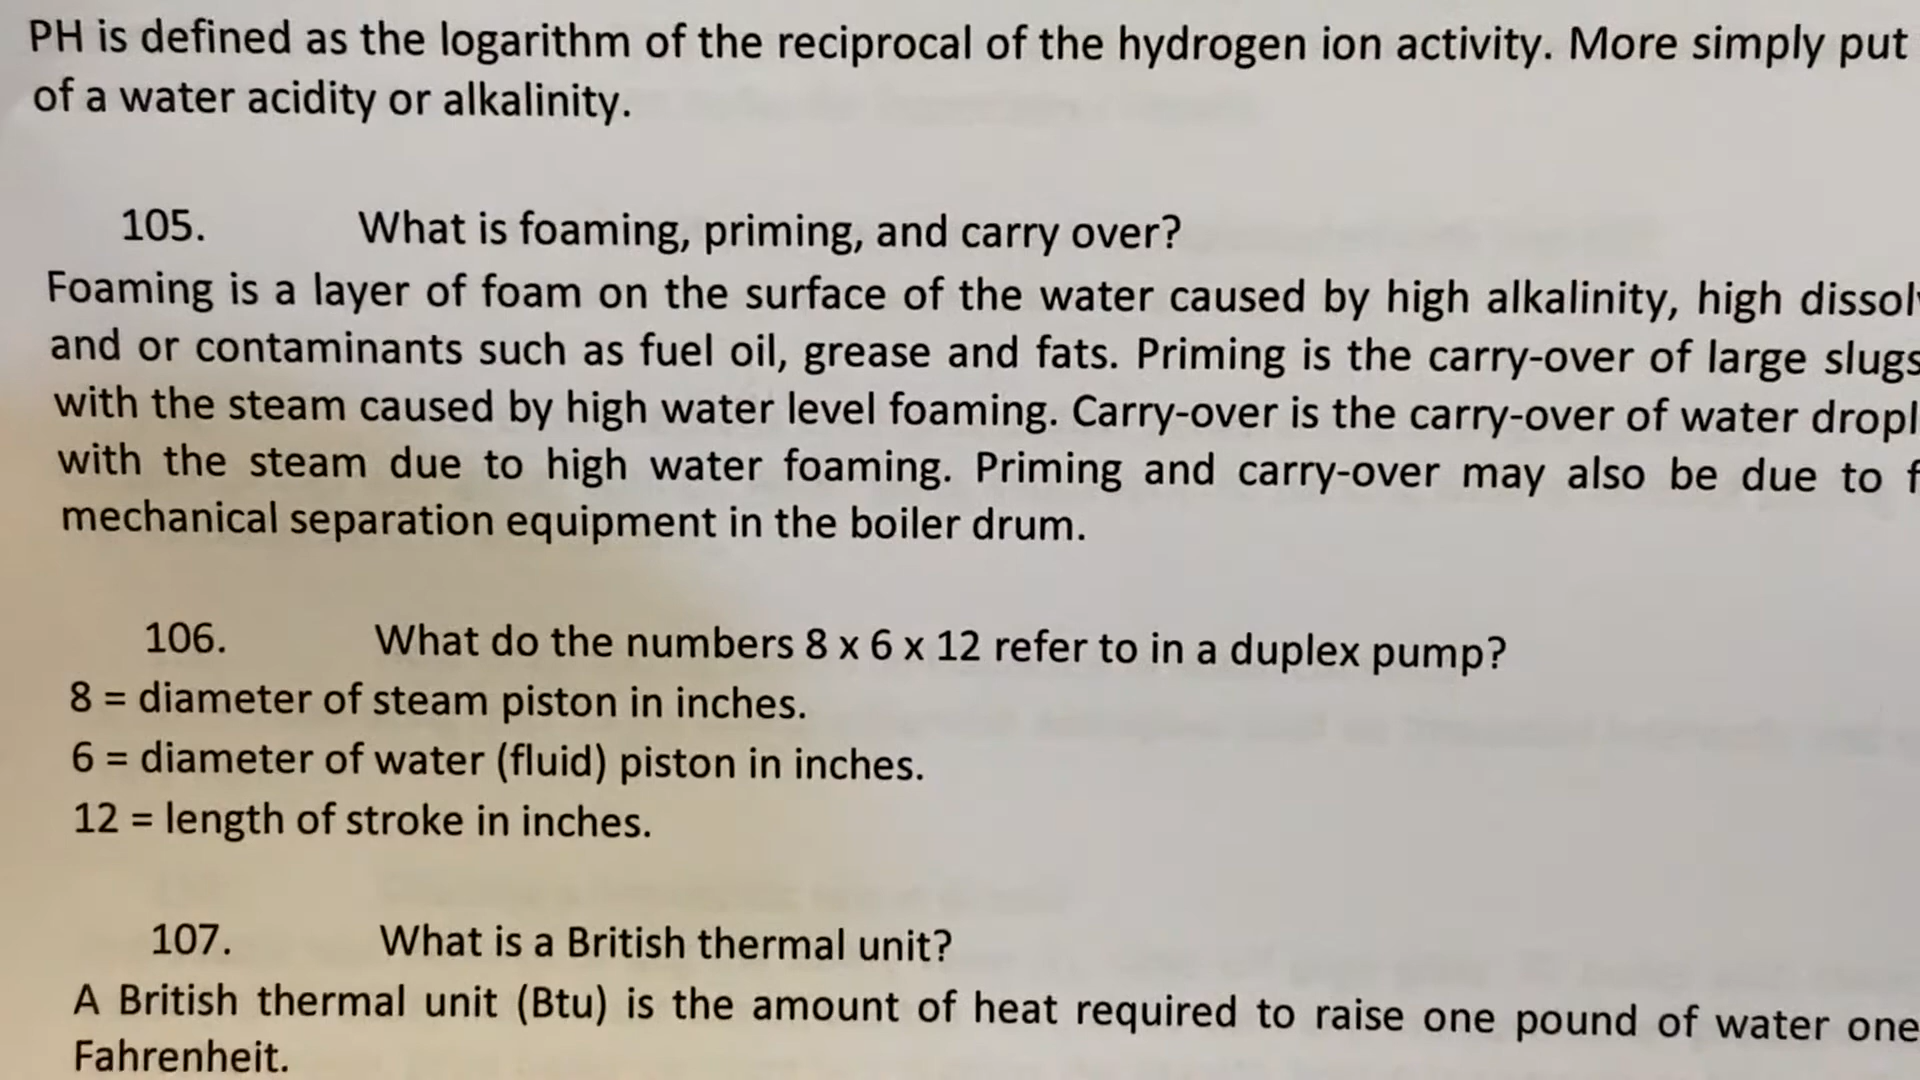 PH is defined as the logarithm of the reciprocal of the hydrogen ion activity. More simply put
of a water acidity or alkalinity.
105. What is foaming, priming, and carry over?
Foaming is a layer of foam on the surface of the water caused by high alkalinity, high
and or contaminants such as fuel oil, grease and fats. Priming is the carry-over of large slugs
with the steam caused by high water level foaming. Carry-over is the carry-over of water
with the steam due to high water foaming. Priming and carry-over may also be due to
mechanical separation equipment in the boiler drum.
106. What do the numbers 8 x 6 x 12 refer to in a duplex pump?
8 = diameter of steam piston in inches.
6 = diameter of water (fluid) piston in inches.
12 = length of stroke in inches.
107. What is a British thermal unit?
A British thermal unit (Btu) is the amount of heat required to raise one pound of water one
Fahrenheit.